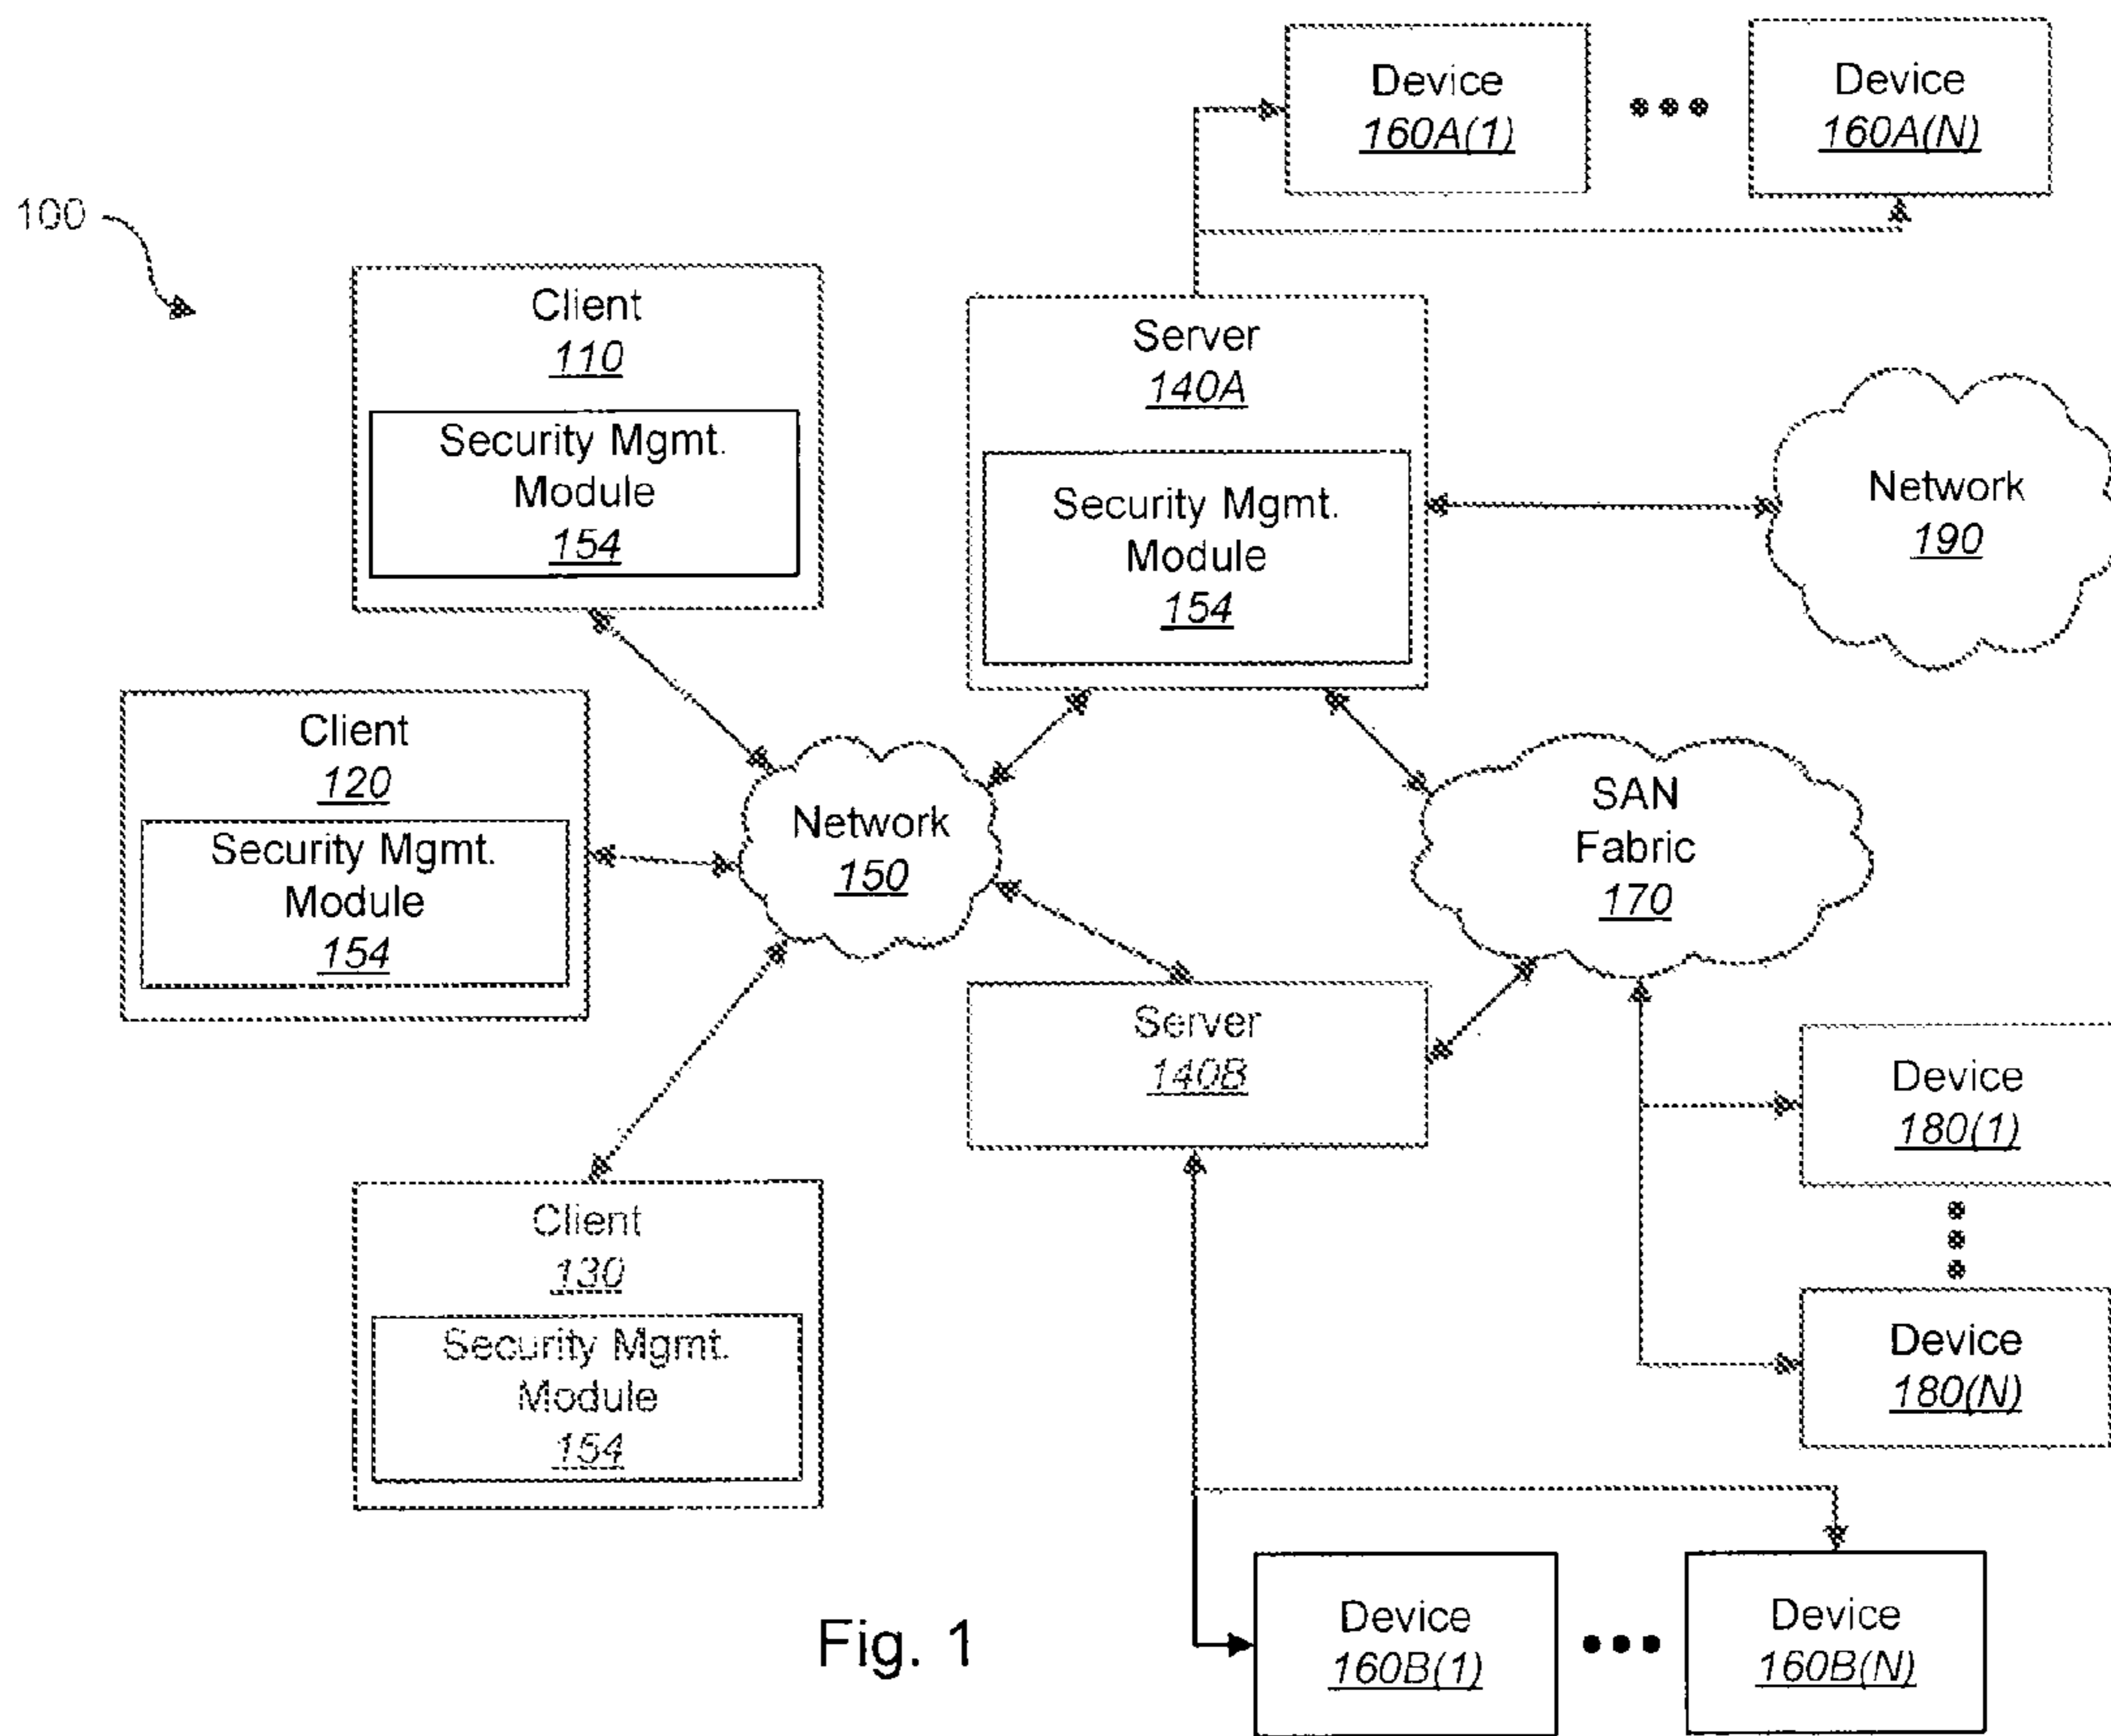 100
Device
160A(1)
Device
160A(N)
Client
110
Security Mgmt.
Module
154
Server
140A
Security Mgmt.
Module
154
Network
190
Client
120
Security Mgmt.
Module
154
Network
150
SAN
Fabric
170
Server
140B
Device
180(1)
Device
180(N)
Client
130
Security Mgmt.
Module
154
Device
160B(1)
Device
160B(N)
Fig. 1